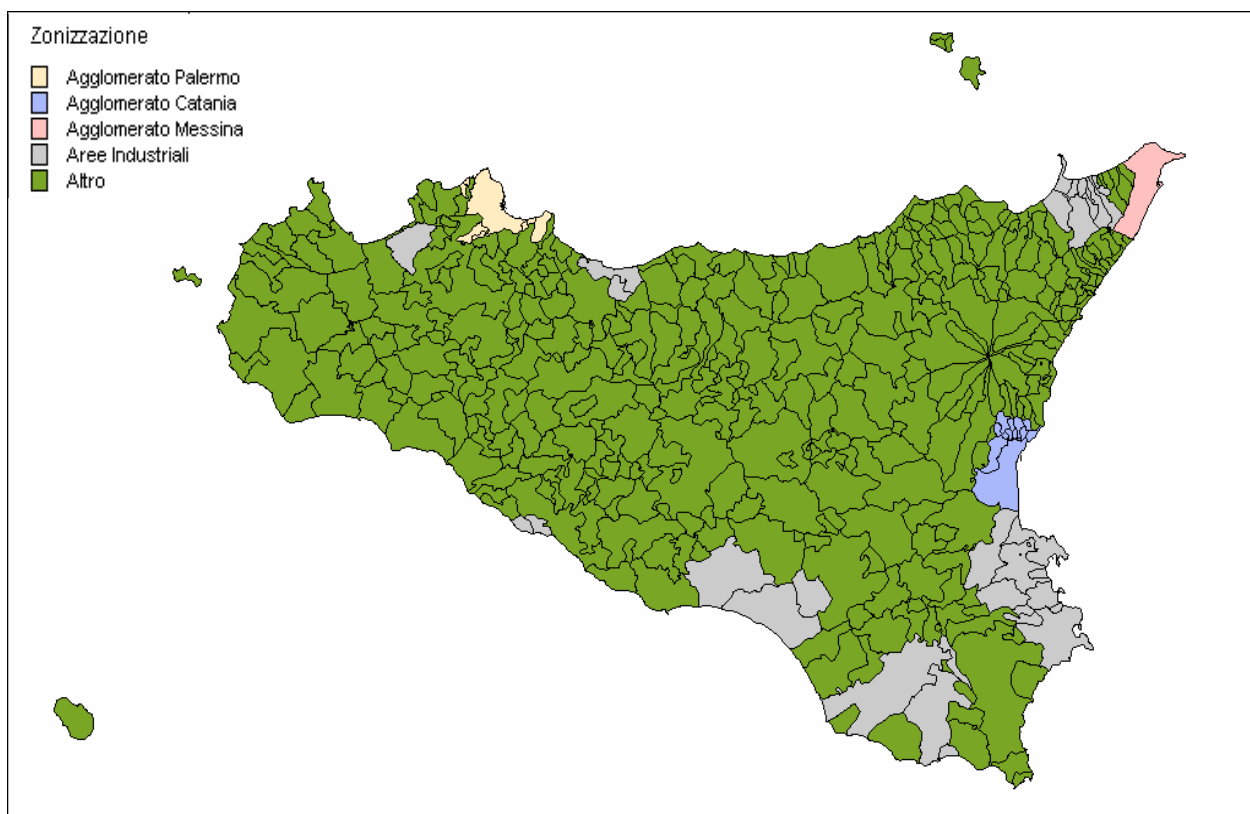 Zonizzazione
Agglomerato Palermo
Agglomerato Catania
Agglomerato Messina
Aree Industriali
Altro